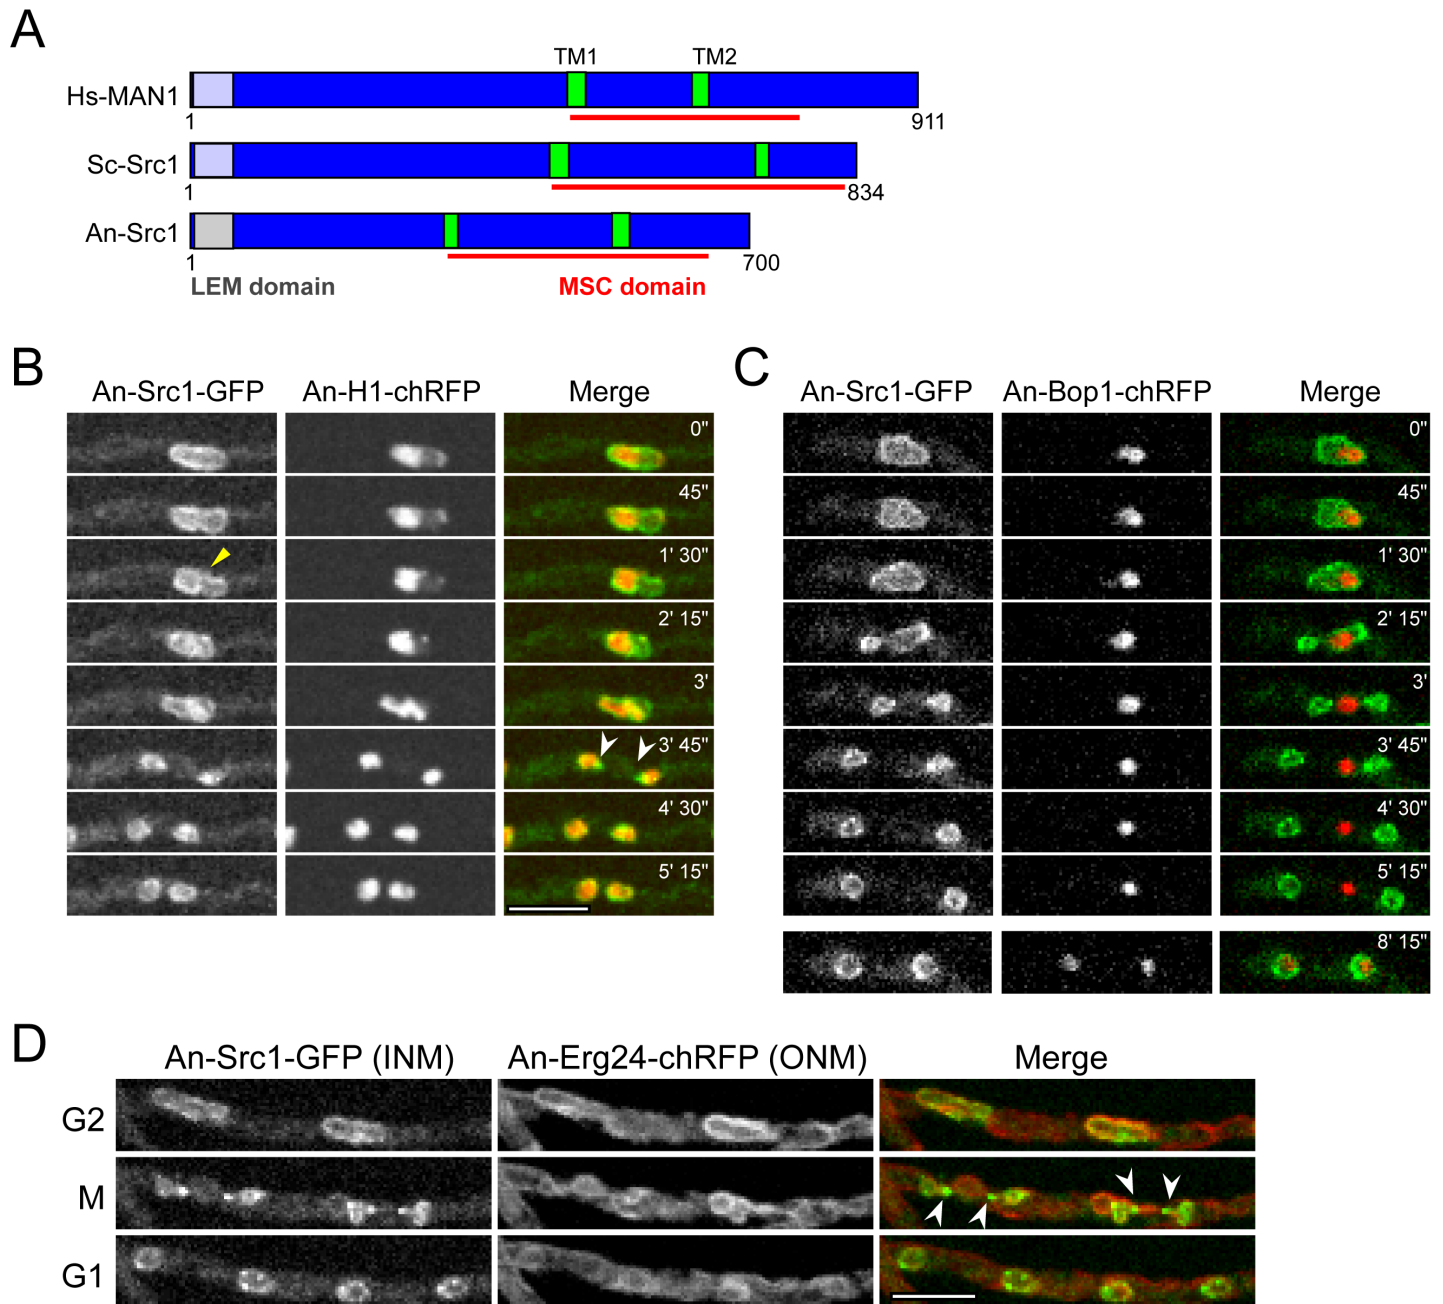 A
TM1 TM2
Hs-MAN1
1 911
Sc-Src1
1 834
An-Src1
1 700
LEM domain MSC domain
B
An-Src1-GFP An-H1-chRFP Merge
0"
45"
1' 30"
2' 15"
3'
3' 45"
4' 30"
5' 15"
C
An-Src1-GFP An-Bop1-chRFP Merge
0"
45"
1' 30"
2' 15"
3'
3' 45"
4' 30"
5' 15"
8' 15"
D
An-Src1-GFP (INM) An-Erg24-chRFP (ONM) Merge
G2
M
G1